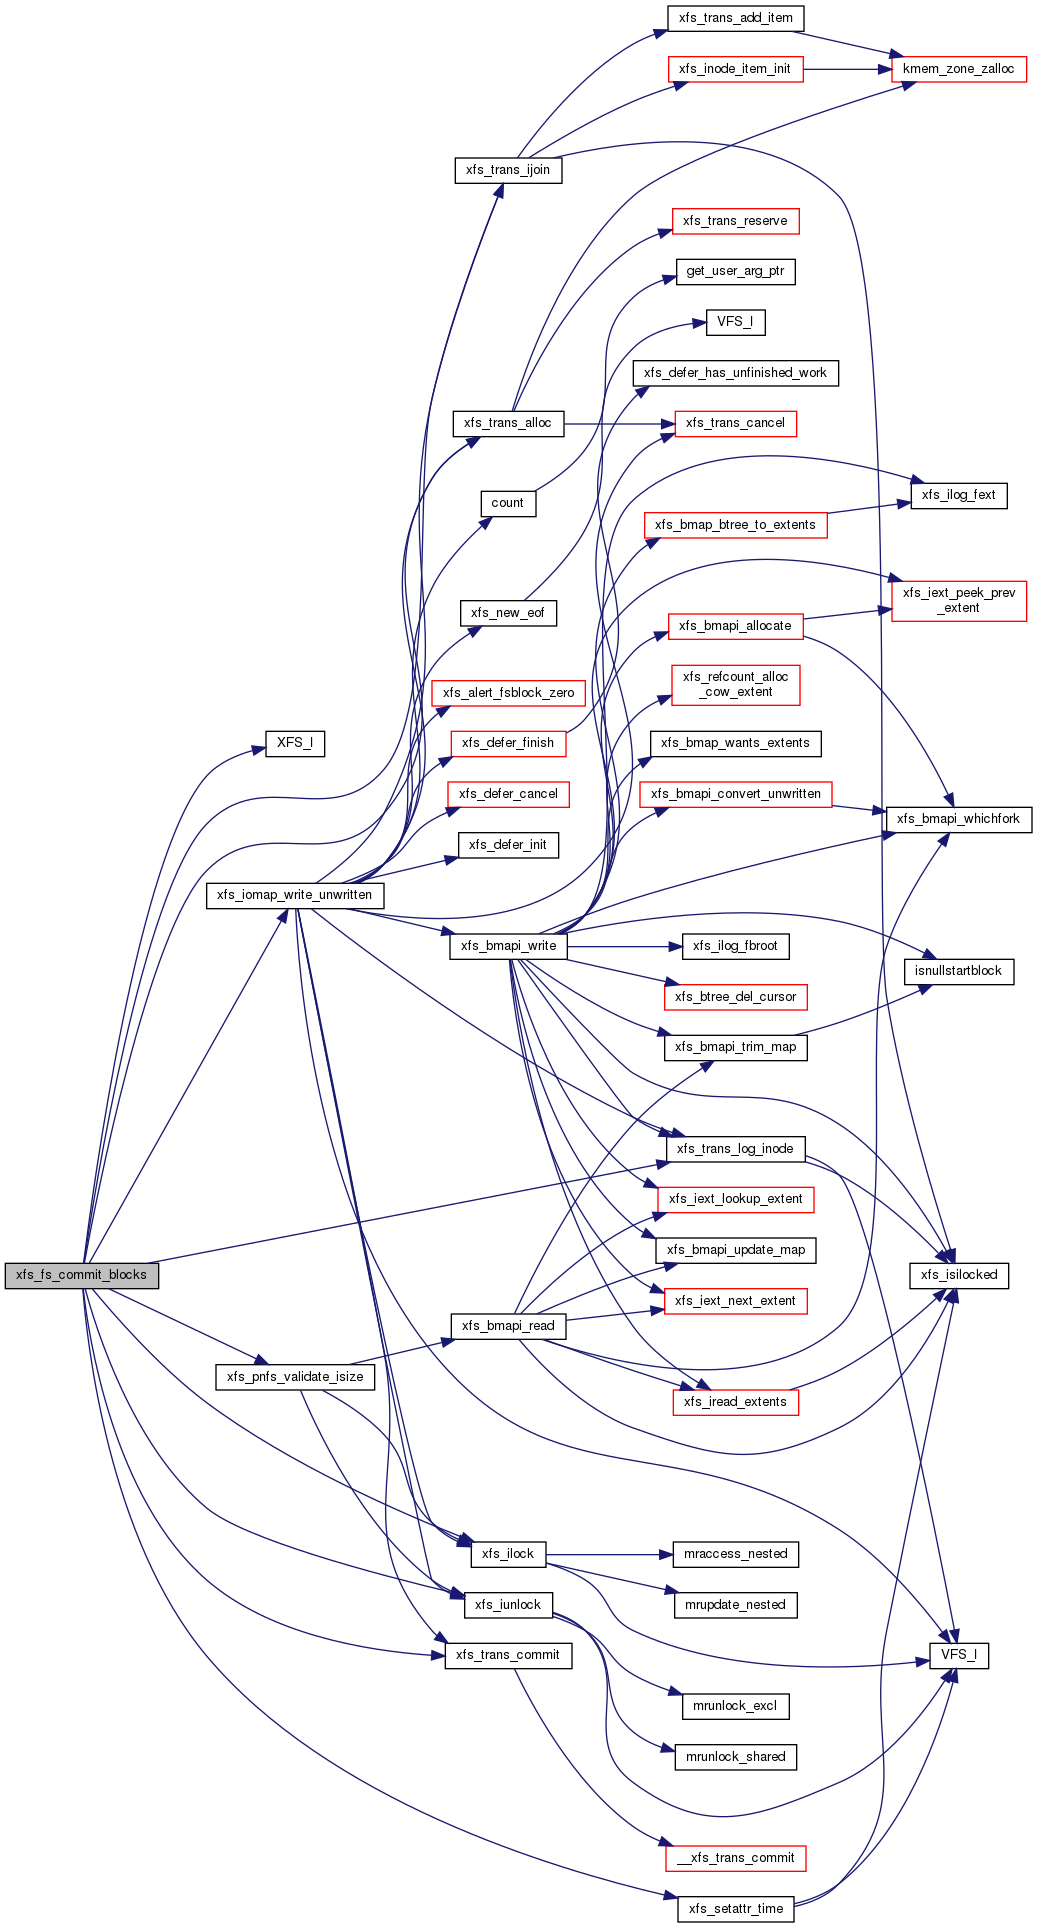 xfs_trans_add_item
xfs_inode_item_init
kmem_zone_zalloc
xfs_trans_ijoin
xfs_trans_reserve
get_user_arg_ptr
VFS_I
xfs_defer_has_unfinished_work
xfs_trans_alloc
xfs_trans_cancel
count
xfs_ilog_fext
xfs_bmap_btree_to_extents
xfs_new_eof
xfs_iext_peek_prev
_extent
xfs_bmapi_allocate
xfs_alert_fsblock_zero
xfs_refcount_alloc
_cow_extent
XFS_I
xfs_defer_finish
xfs_bmap_wants_extents
xfs_defer_cancel
xfs_bmapi_convert_unwritten
xfs_bmapi_whichfork
xfs_defer_init
xfs_iomap_write_unwritten
xfs_bmapi_write
xfs_ilog_fbroot
isnullstartblock
xfs_btree_del_cursor
xfs_bmapi_trim_map
xfs_trans_log_inode
xfs_iext_lookup_extent
xfs_bmapi_update_map
xfs_fs_commit_blocks
xfs_isilocked
xfs_iext_next_extent
xfs_bmapi_read
xfs_pnfs_validate_isize
xfs_iread_extents
xfs_ilock
mraccess_nested
xfs_iunlock
mrupdate_nested
xfs_trans_commit
VFS_I
mrunlock_excl
mrunlock_shared
__xfs_trans_commit
xfs_setattr_time